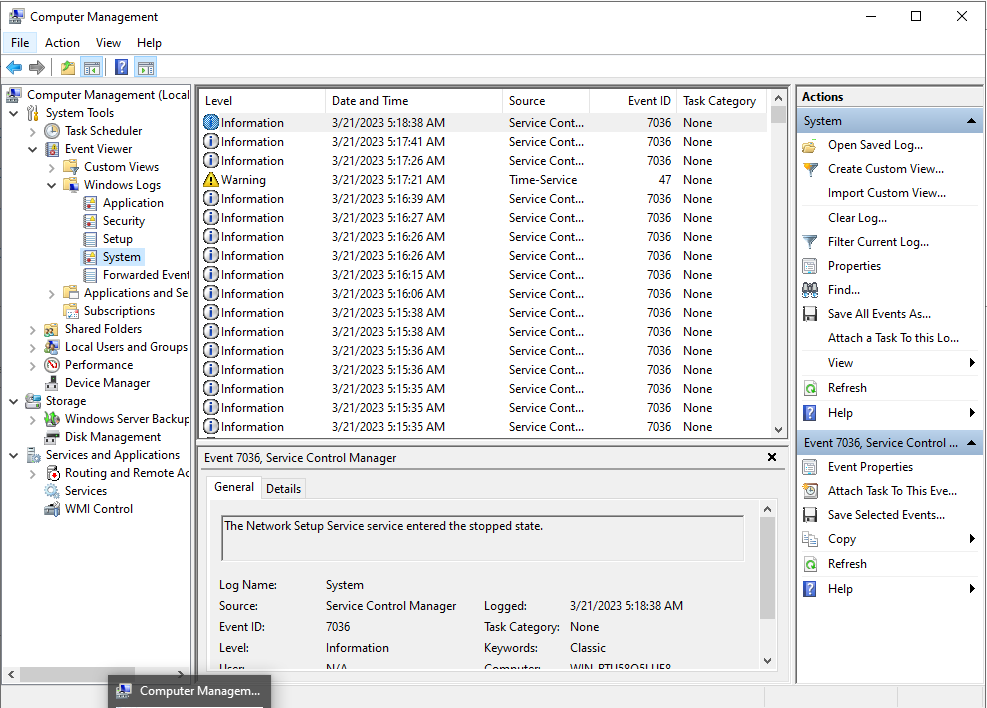 Computer Management
File Action View Help
Computer Management (Local
System Tools
Task Scheduler
Event Viewer
Custom Views
Windows Logs
Application
Security
Setup
System
Forwarded Event
Applications and Se
Subscriptions
Shared Folders
Local Users and Groups
Performance
Device Manager
Storage
Windows Server Backup
Disk Management
Services and Applications
Routing and Remote Ac
Services
WMI Control
Level Date and Time Source Event ID Task Category
Information 3/21/2023 5:18:38 AM Service Cont... 7036 None
Information 3/21/2023 5:17:41 AM Service Cont... 7036 None
Information 3/21/2023 5:17:26 AM Service Cont... 7036 None
Warning 3/21/2023 5:17:21 AM Time-Service 47 None
Information 3/21/2023 5:16:39 AM Service Cont... 7036 None
Information 3/21/2023 5:16:27 AM Service Cont... 7036 None
Information 3/21/2023 5:16:26 AM Service Cont... 7036 None
Information 3/21/2023 5:16:26 AM Service Cont... 7036 None
Information 3/21/2023 5:16:15 AM Service Cont... 7036 None
Information 3/21/2023 5:16:06 AM Service Cont... 7036 None
Information 3/21/2023 5:15:38 AM Service Cont... 7036 None
Information 3/21/2023 5:15:38 AM Service Cont... 7036 None
Information 3/21/2023 5:15:36 AM Service Cont... 7036 None
Information 3/21/2023 5:15:36 AM Service Cont... 7036 None
Information 3/21/2023 5:15:35 AM Service Cont... 7036 None
Information 3/21/2023 5:15:35 AM Service Cont... 7036 None
Information 3/21/2023 5:15:35 AM Service Cont... 7036 None
Event 7036, Service Control Manager
General Details
The Network Setup Service service entered the stopped state.
Log Name: System
Source: Service Control Manager Logged: 3/21/2023 5:18:38 AM
Event ID: 7036 Task Category: None
Level: Information Keywords: Classic
User: N/A Computer:
Actions
System
Open Saved Log...
Create Custom View...
Import Custom View...
Clear Log...
Filter Current Log...
Properties
Find...
Save All Events As...
Attach a Task To this Lo...
View
Refresh
Help
Event 7036, Service Control ...
Event Properties
Attach Task To This Eve...
Save Selected Events...
Copy
Refresh
Help
Computer Managem...